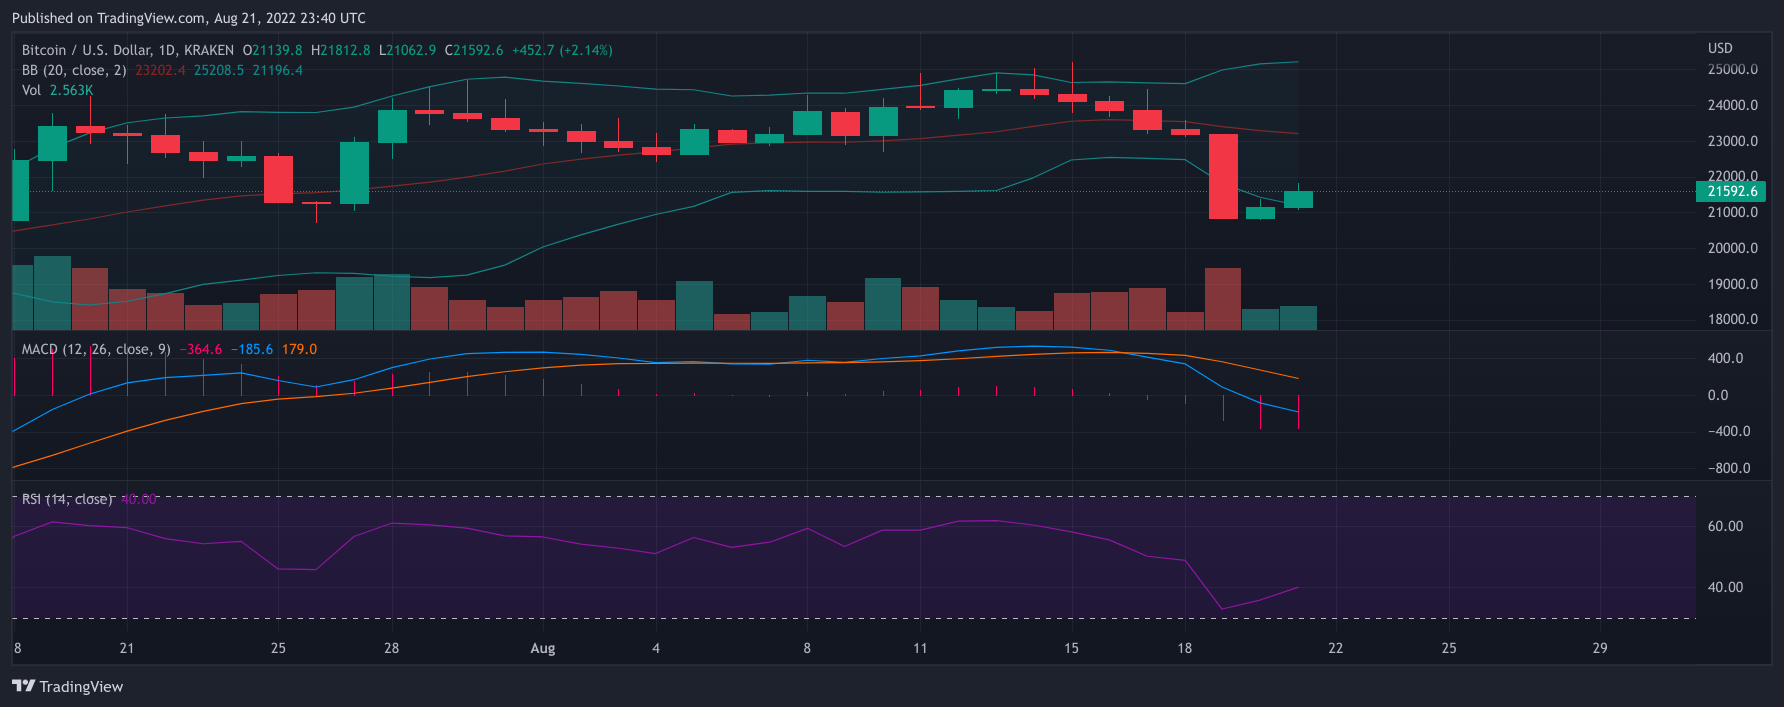 Published on TradingView.com, Aug 21, 2022 23:40 UTC
Bitcoin / U.S. Dollar, 1D, KRAKEN O21139.8 H21812.8 L21062.9 C21592.6 +452.7 (+2.14%)
BB (20, close, 2) 23202.4 25208.5 21196.4
Vol 2.563K
USD
25000.0
24000.0
23000.0
22000.0
21592.6
21000.0
20000.0
19000.0
18000.0
MACD (12, 26, close, 9) −364.6 −185.6 179.0
400.0
0.0
−400.0
−800.0
RSI (14, close) 40.00
60.00
40.00
8 21 25 28 Aug 4 8 11 15 18 22 25 29
TradingView